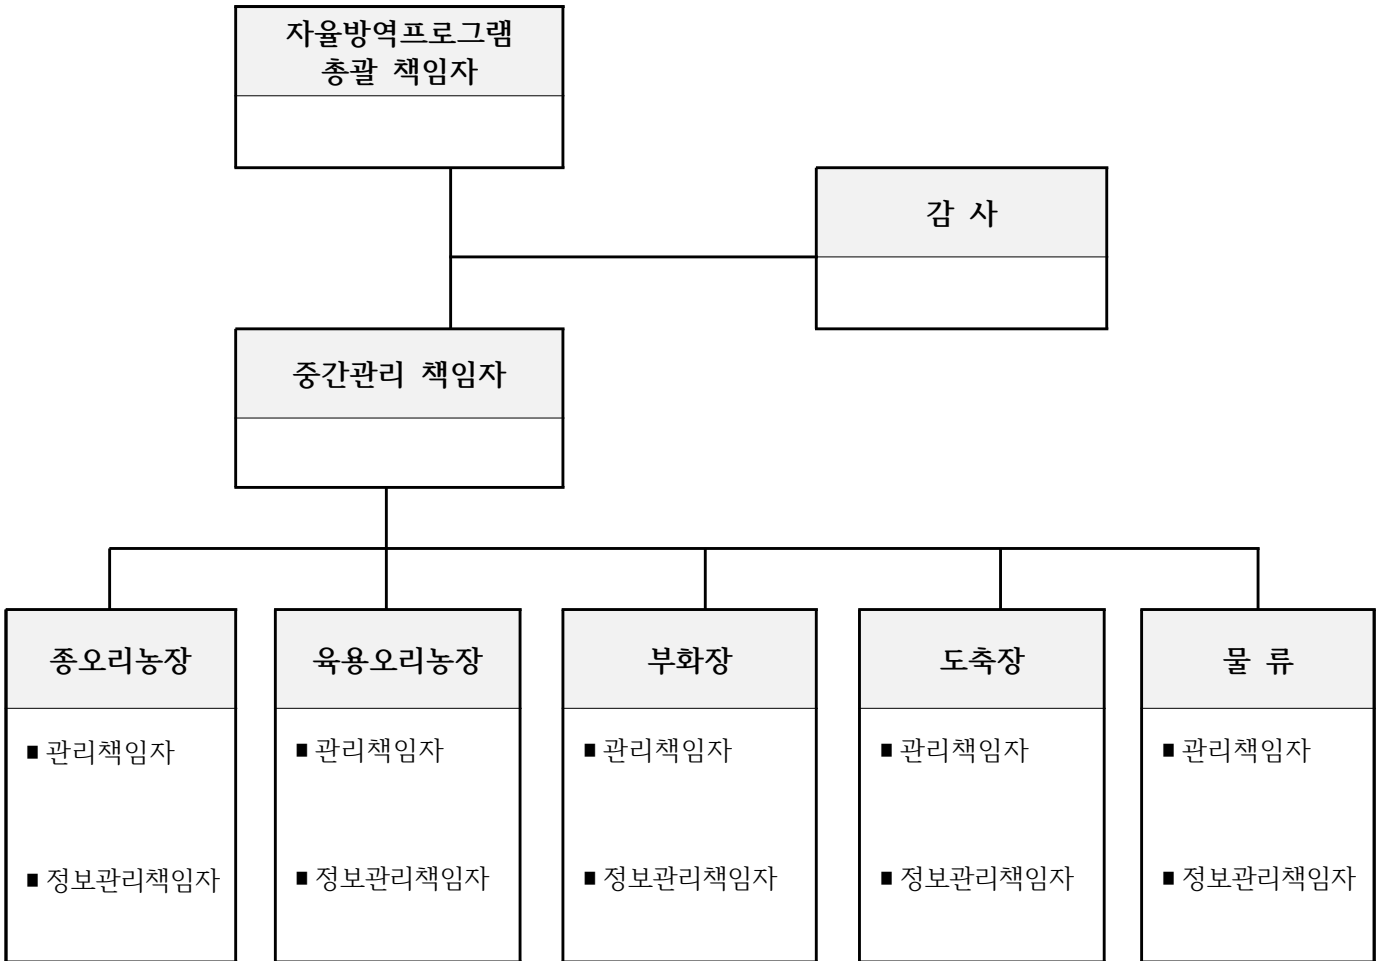 자율방역프로그램
총괄 책임자
감 사
중간관리 책임자
종오리농장
■ 관리책임자
■ 정보관리책임자
육용오리농장
■ 관리책임자
■ 정보관리책임자
부화장
■ 관리책임자
■ 정보관리책임자
도축장
■ 관리책임자
■ 정보관리책임자
물 류
■ 관리책임자
■ 정보관리책임자